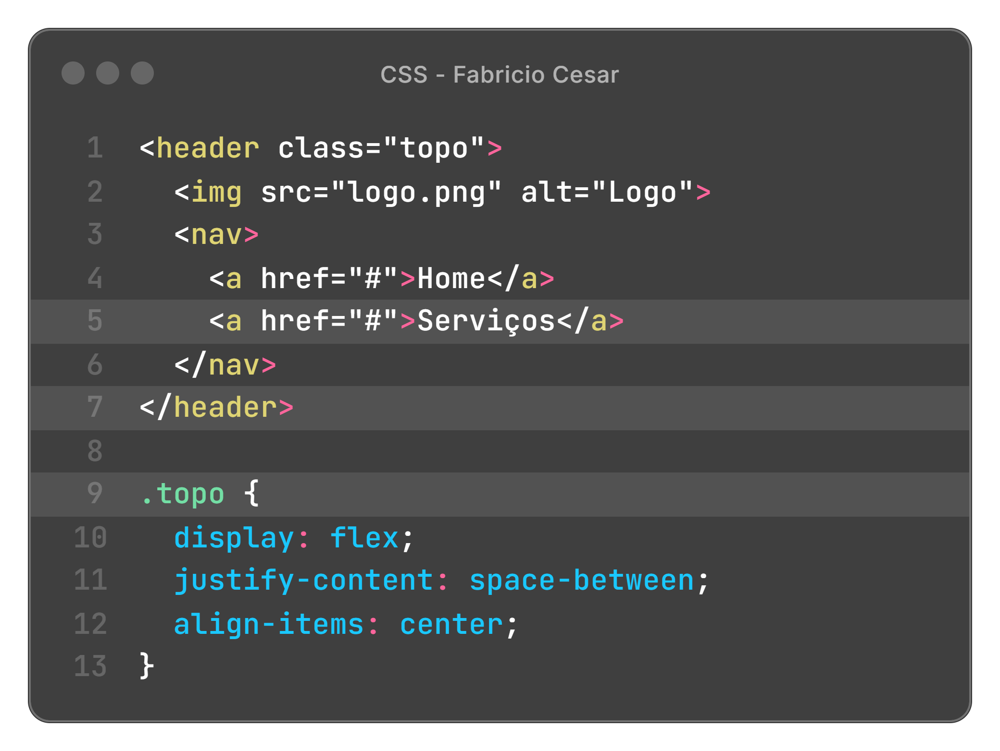 CSS - Fabricio Cesar
1 <header class="topo">
2   <img src="logo.png" alt="Logo">
3   <nav>
4     <a href="#">Home</a>
5     <a href="#">Serviços</a>
6   </nav>
7 </header>
8
9 .topo {
10   display: flex;
11   justify-content: space-between;
12   align-items: center;
13 }